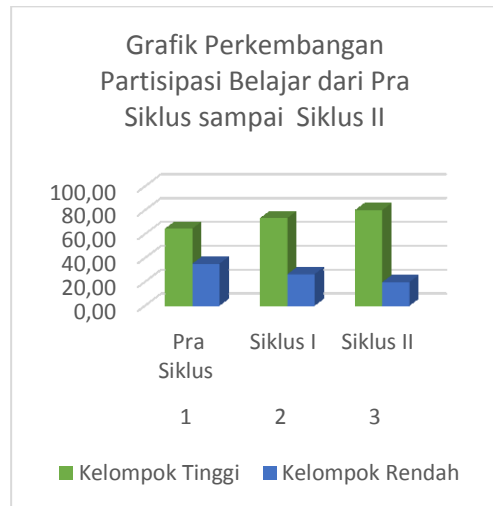 Grafik Perkembangan
Partisipasi Belajar dari Pra
Siklus sampai Siklus II
100,00
80,00
60,00
40,00
20,00
0,00
Pra Siklus I Siklus II
Siklus
1 2 3
Kelompok Tinggi Kelompok Rendah